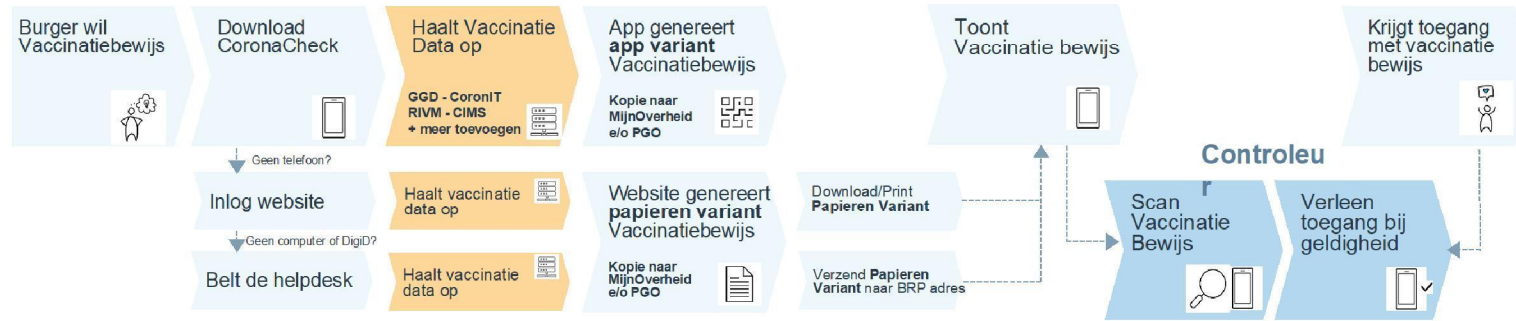 Burger wil
Vaccinatiebewijs
Download
CoronaCheck
Haalt Vaccinatie
Data op
GGD - CoronIT
RIVM - CIMS
+ meer toevoegen
App genereert
app variant
Vaccinatiebewijs
Kopie naar
MijnOverheid
e/o PGO
Toont
Vaccinatie bewijs
Krijgt toegang
met vaccinatie
bewijs
Geen telefoon?
Inlog website
Haalt vaccinatie
data op
Website genereert
papieren variant
Vaccinatiebewijs
Kopie naar
MijnOverheid
e/o PGO
Download/Print
Papieren Variant
Geen computer of DigiD?
Belt de helpdesk
Haalt vaccinatie
data op
Verzend Papieren
Variant naar BRP adres
Controleu
r
Scan
Vaccinatie
Bewijs
Verleen
toegang bij
geldigheid